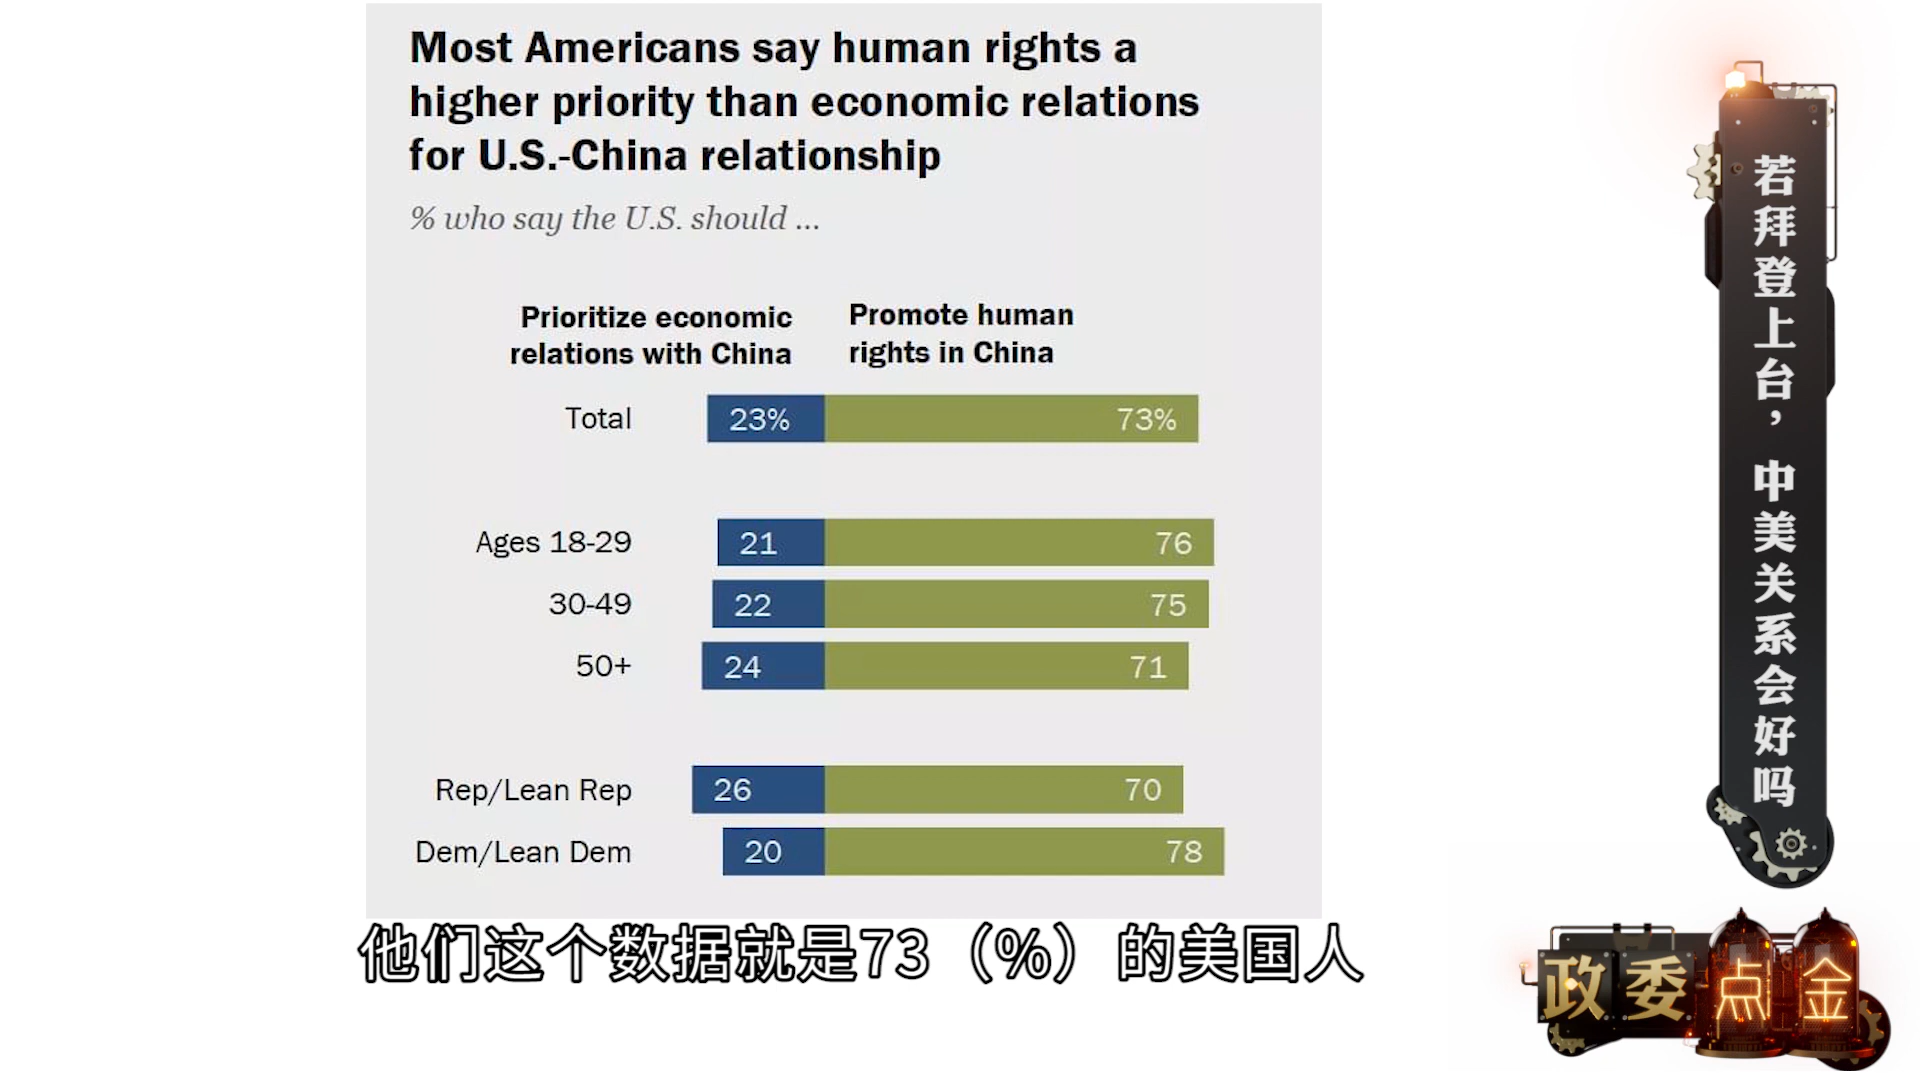 Most Americans say human rights a
higher priority than economic relations
for U.S.-China relationship
% who say the U.S. should ...
Prioritize economic
relations with China
Promote human
rights in China
Total 23% 73%
Ages 18-29 21 76
30-49 22 75
50+ 24 71
Rep/Lean Rep 26 70
Dem/Lean Dem 20 78
他们这个数据就是73（%）的美国人
若拜登上台，中美关系会好吗
政委点金